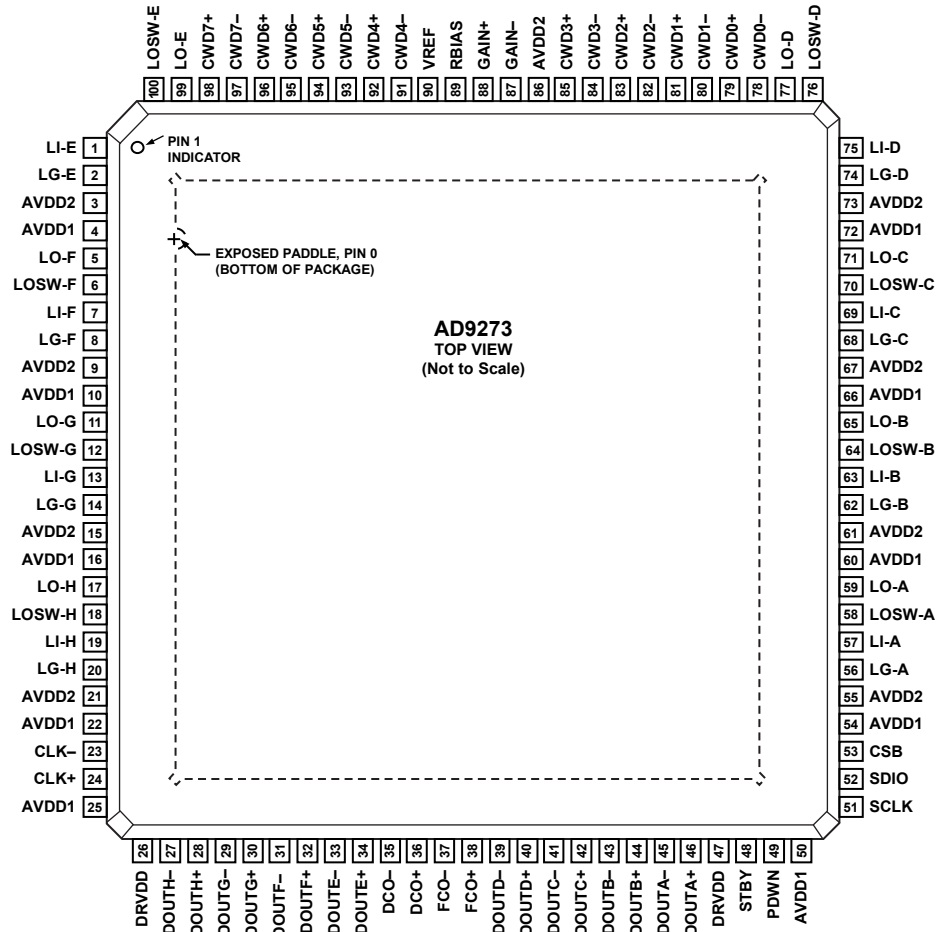 LOSW-E
LO-E
CWD7+
CWD7–
CWD6+
CWD6–
CWD5+
CWD5–
CWD4+
CWD4–
VREF
RBIAS
GAIN+
GAIN–
AVDD2
CWD3+
CWD3–
CWD2+
CWD2–
CWD1+
CWD1–
CWD0+
CWD0–
LO-D
LOSW-D
100
99
98
97
96
95
94
93
92
91
90
89
88
87
86
85
84
83
82
81
80
79
78
77
76
LI-E 1
LG-E 2
AVDD2 3
AVDD1 4
LO-F 5
LOSW-F 6
LI-F 7
LG-F 8
AVDD2 9
AVDD1 10
LO-G 11
LOSW-G 12
LI-G 13
LG-G 14
AVDD2 15
AVDD1 16
LO-H 17
LOSW-H 18
LI-H 19
LG-H 20
AVDD2 21
AVDD1 22
CLK– 23
CLK+ 24
AVDD1 25
PIN 1
INDICATOR
EXPOSED PADDLE, PIN 0
(BOTTOM OF PACKAGE)
AD9273
TOP VIEW
(Not to Scale)
75 LI-D
74 LG-D
73 AVDD2
72 AVDD1
71 LO-C
70 LOSW-C
69 LI-C
68 LG-C
67 AVDD2
66 AVDD1
65 LO-B
64 LOSW-B
63 LI-B
62 LG-B
61 AVDD2
60 AVDD1
59 LO-A
58 LOSW-A
57 LI-A
56 LG-A
55 AVDD2
54 AVDD1
53 CSB
52 SDIO
51 SCLK
26
27
28
29
30
31
32
33
34
35
36
37
38
39
40
41
42
43
44
45
46
47
48
49
50
DRVDD
DOUTH–
DOUTH+
DOUTG–
DOUTG+
DOUTF–
DOUTF+
DOUTE–
DOUTE+
DCO–
DCO+
FCO–
FCO+
DOUTD–
DOUTD+
DOUTC–
DOUTC+
DOUTB–
DOUTB+
DOUTA–
DOUTA+
DRVDD
STBY
PDWN
AVDD1